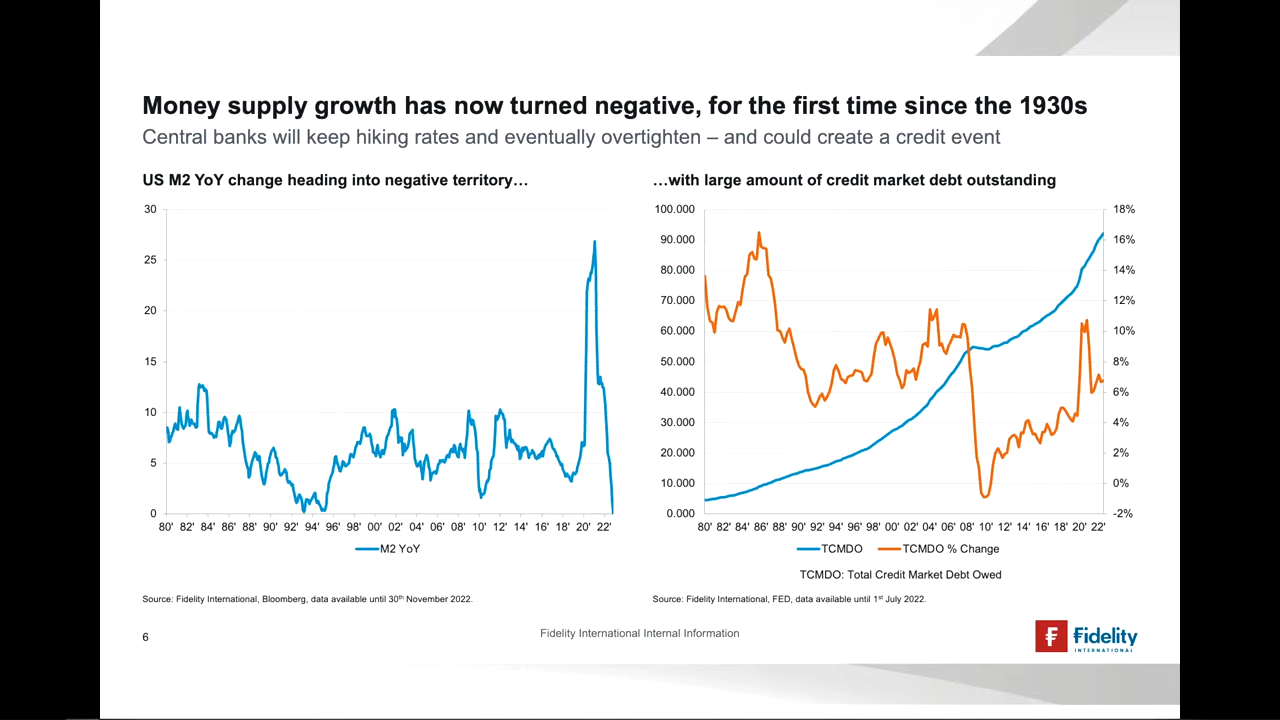 Money supply growth has now turned negative, for the first time since the 1930s
Central banks will keep hiking rates and eventually overtighten – and could create a credit event
US M2 YoY change heading into negative territory…
30
25
20
15
10
5
0
80' 82' 84' 86' 88' 90' 92' 94' 96' 98' 00' 02' 04' 06' 08' 10' 12' 14' 16' 18' 20' 22'
M2 YoY
Source: Fidelity International, Bloomberg, data available until 30th November 2022.
…with large amount of credit market debt outstanding
100.000 18%
90.000 16%
80.000 14%
70.000 12%
60.000 10%
50.000 8%
40.000 6%
30.000 4%
20.000 2%
10.000 0%
0.000 -2%
80' 82' 84' 86' 88' 90' 92' 94' 96' 98' 00' 02' 04' 06' 08' 10' 12' 14' 16' 18' 20' 22'
TCMDO TCMDO % Change
TCMDO: Total Credit Market Debt Owed
Source: Fidelity International, FED, data available until 1st July 2022.
6
Fidelity International Internal Information
Fidelity
INTERNATIONAL